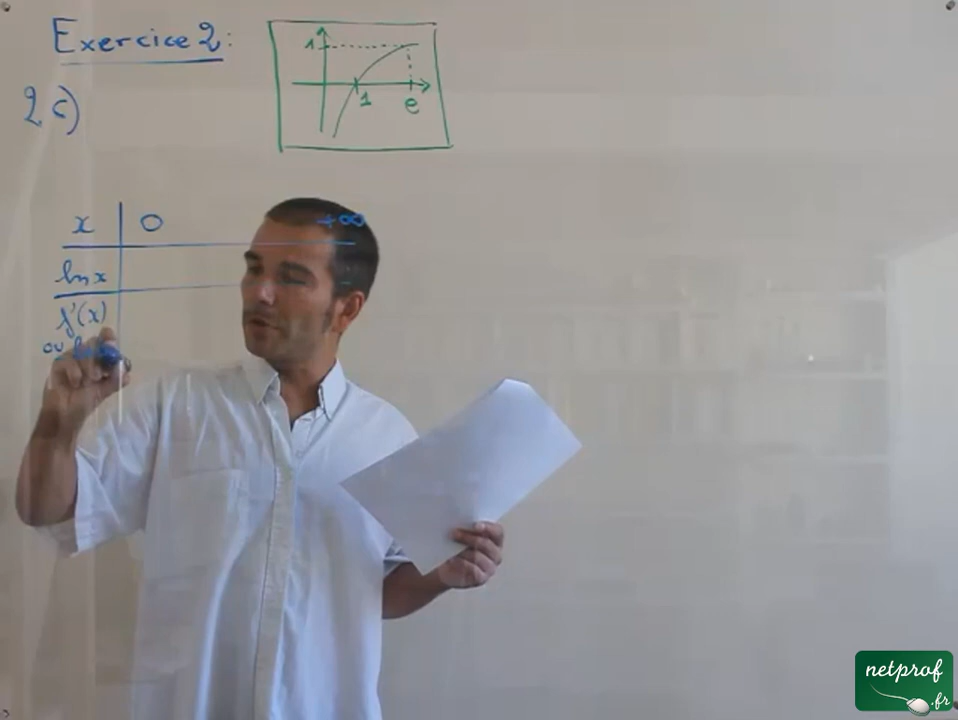 Exercice 2:
1
1 e
2 c)
x 0 +∞
ln x
f'(x)
ou
netprof
.fr